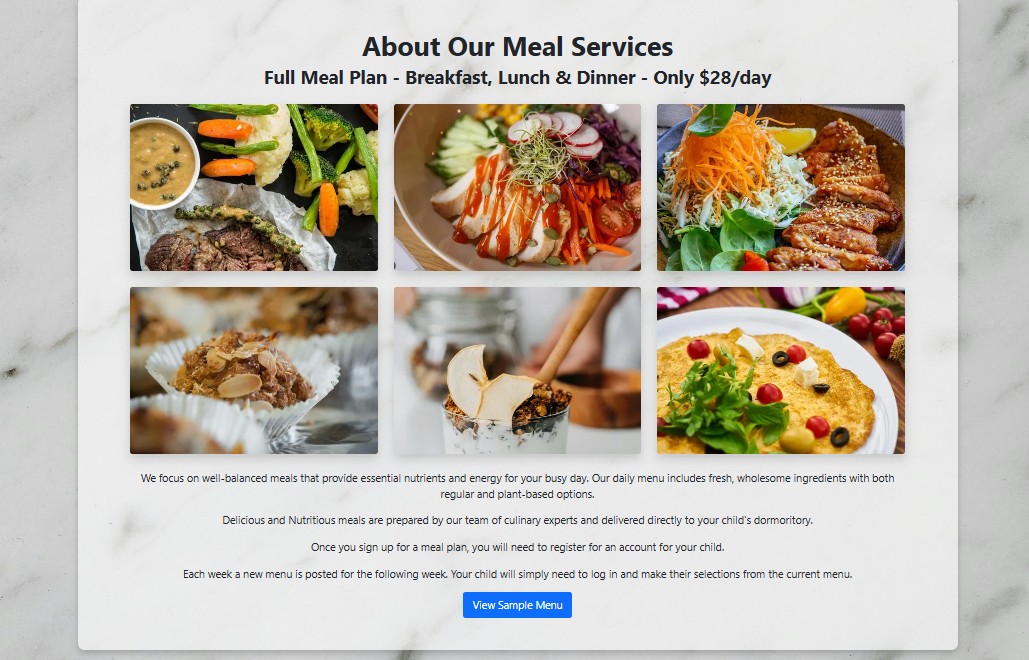 About Our Meal Services
Full Meal Plan - Breakfast, Lunch & Dinner - Only $28/day
We focus on well-balanced meals that provide essential nutrients and energy for your busy day. Our daily menu includes fresh, wholesome ingredients with both
regular and plant-based options.
Delicious and Nutritious meals are prepared by our team of culinary experts and delivered directly to your child's dormoritory.
Once you sign up for a meal plan, you will need to register for an account for your child.
Each week a new menu is posted for the following week. Your child will simply need to log in and make their selections from the current menu.
View Sample Menu